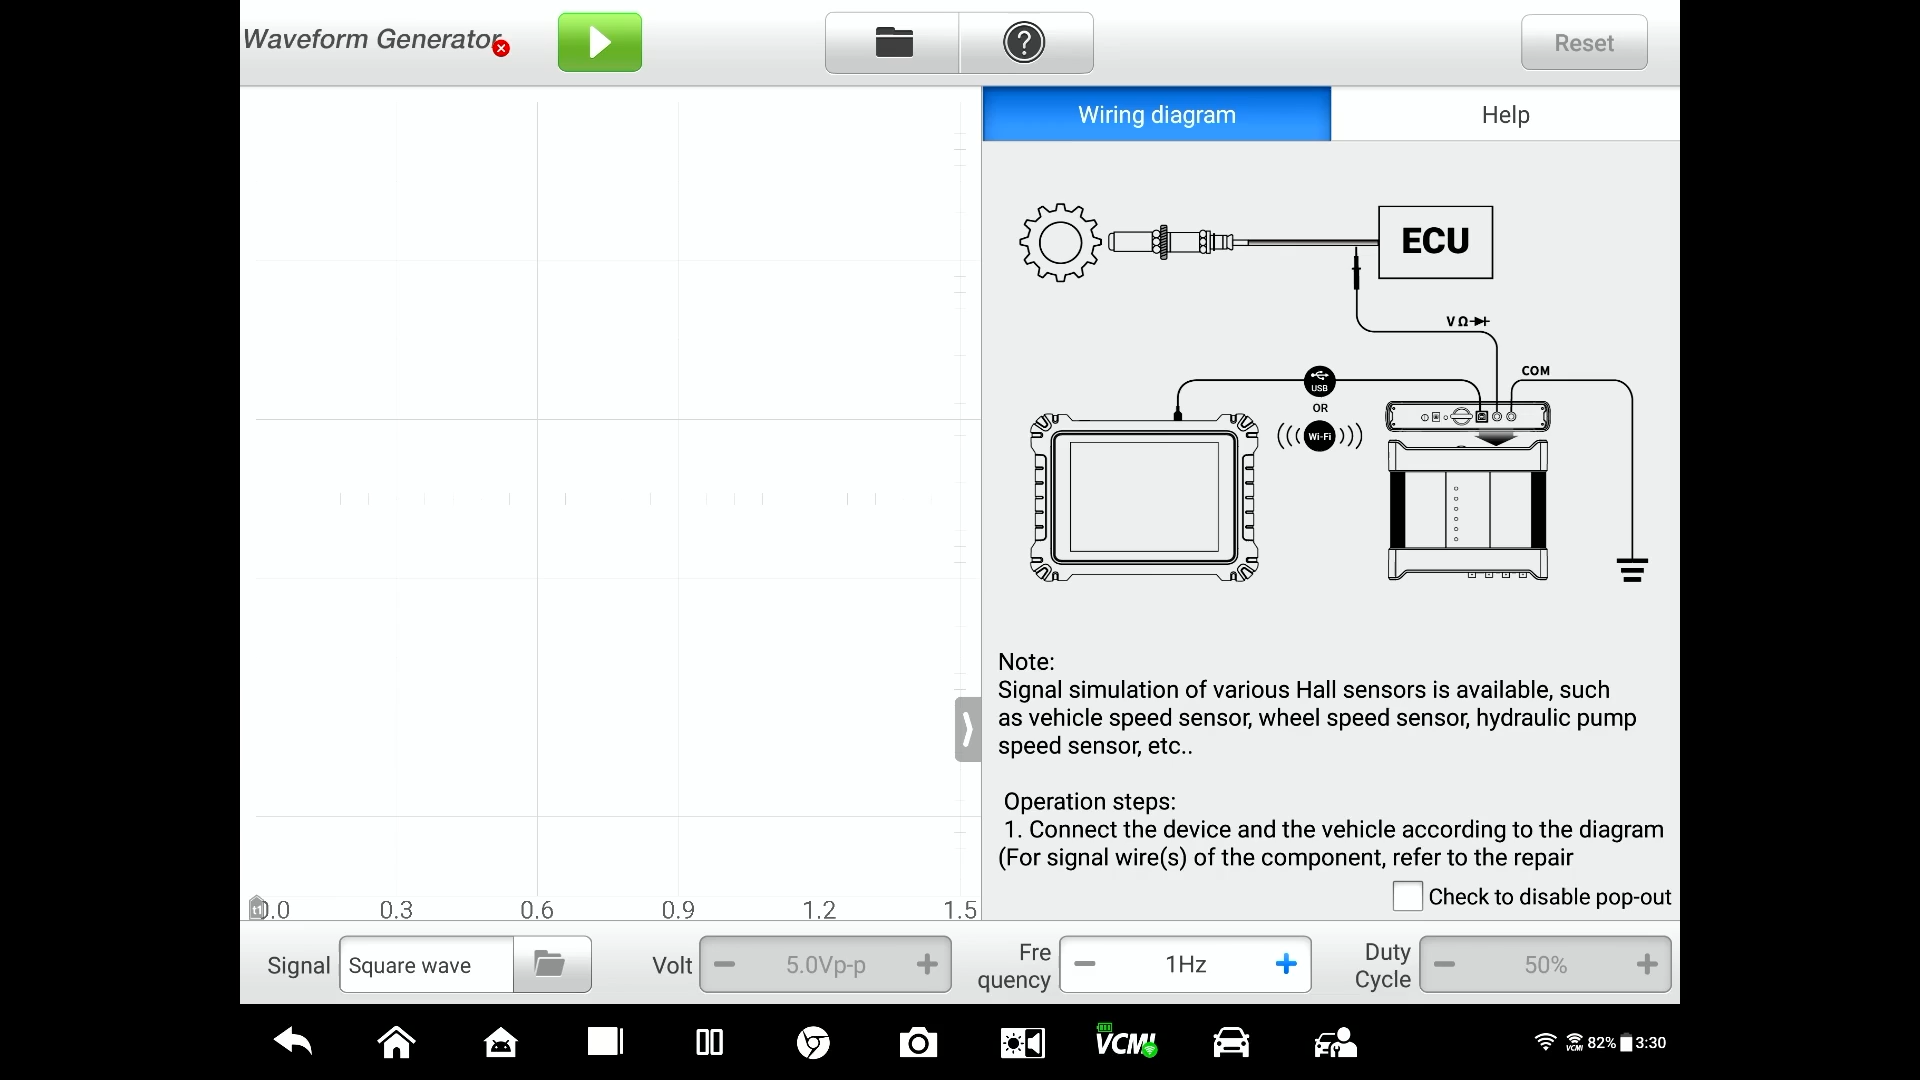 Waveform Generator
Reset
Wiring diagram
Help
ECU
VΩ
COM
USB
OR
Wi-Fi
Note:
Signal simulation of various Hall sensors is available, such
as vehicle speed sensor, wheel speed sensor, hydraulic pump
speed sensor, etc..
Operation steps:
1. Connect the device and the vehicle according to the diagram
(For signal wire(s) of the component, refer to the repair
Check to disable pop-out
t1
0.3
0.6
0.9
1.2
1.5
Signal
Square wave
Volt
5.0Vp-p
Fre
quency
1Hz
Duty
Cycle
50%
VCMI
VCMI
82%
3:30